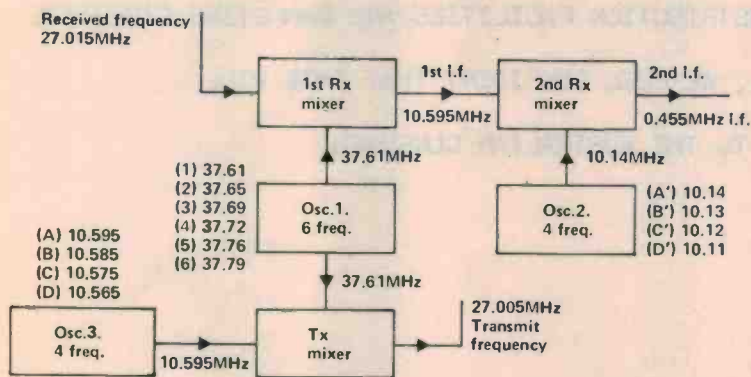 Received frequency
27.015MHz
1st Rx
mixer
1st i.f.
10.595MHz
2nd Rx
mixer
2nd i.f.
0.455MHz i.f.
37.61MHz
10.14MHz
(1) 37.61
(2) 37.65
(3) 37.69
(4) 37.72
(5) 37.76
(6) 37.79
Osc.1.
6 freq.
Osc.2.
4 freq.
(A') 10.14
(B') 10.13
(C') 10.12
(D') 10.11
(A) 10.595
(B) 10.585
(C) 10.575
(D) 10.565
37.61MHz
Osc.3.
4 freq.
10.595MHz
Tx
mixer
27.005MHz
Transmit
frequency